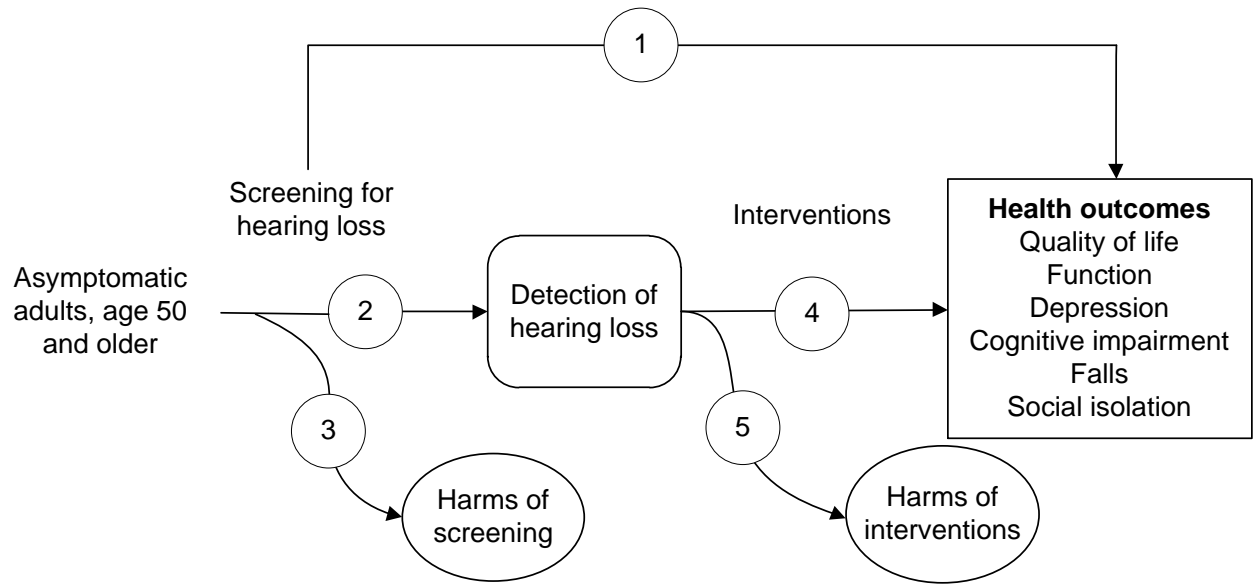 1
Screening for
hearing loss
Interventions
Asymptomatic
adults, age 50
and older
2
Detection of
hearing loss
4
Health outcomes
Quality of life
Function
Depression
Cognitive impairment
Falls
Social isolation
3
Harms of
screening
5
Harms of
interventions